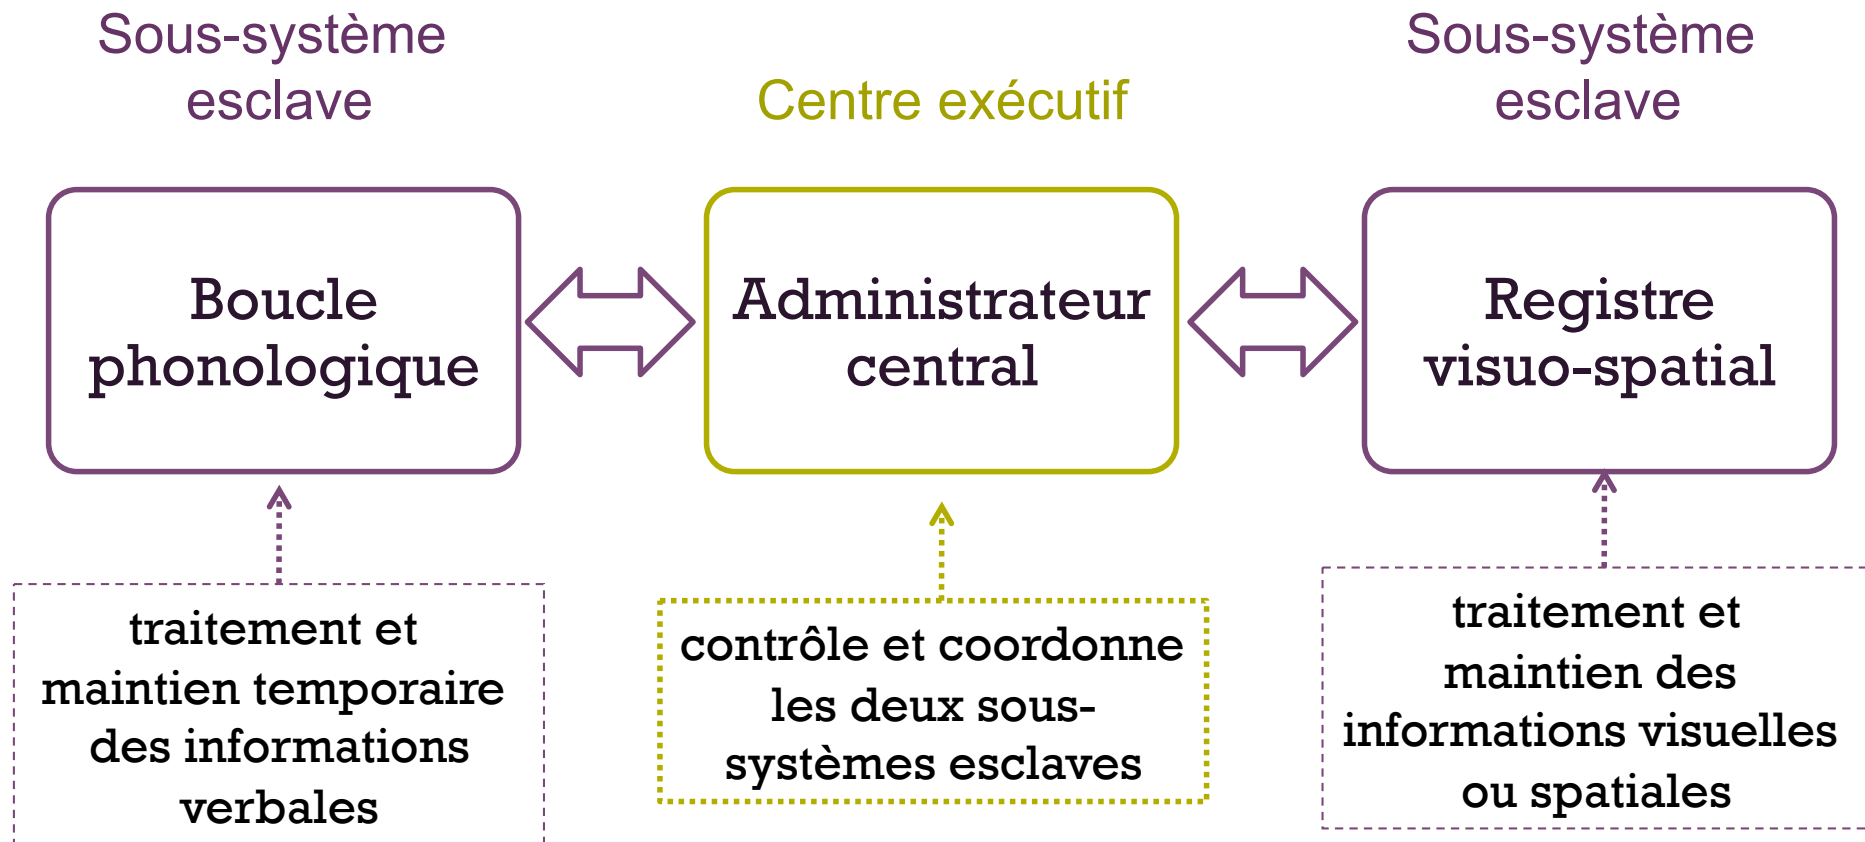 Sous-système
esclave
Centre exécutif
Sous-système
esclave
Boucle
phonologique
Administrateur
central
Registre
visuo-spatial
traitement et
maintien temporaire
des informations
verbales
contrôle et coordonne
les deux sous-
systèmes esclaves
traitement et
maintien des
informations visuelles
ou spatiales